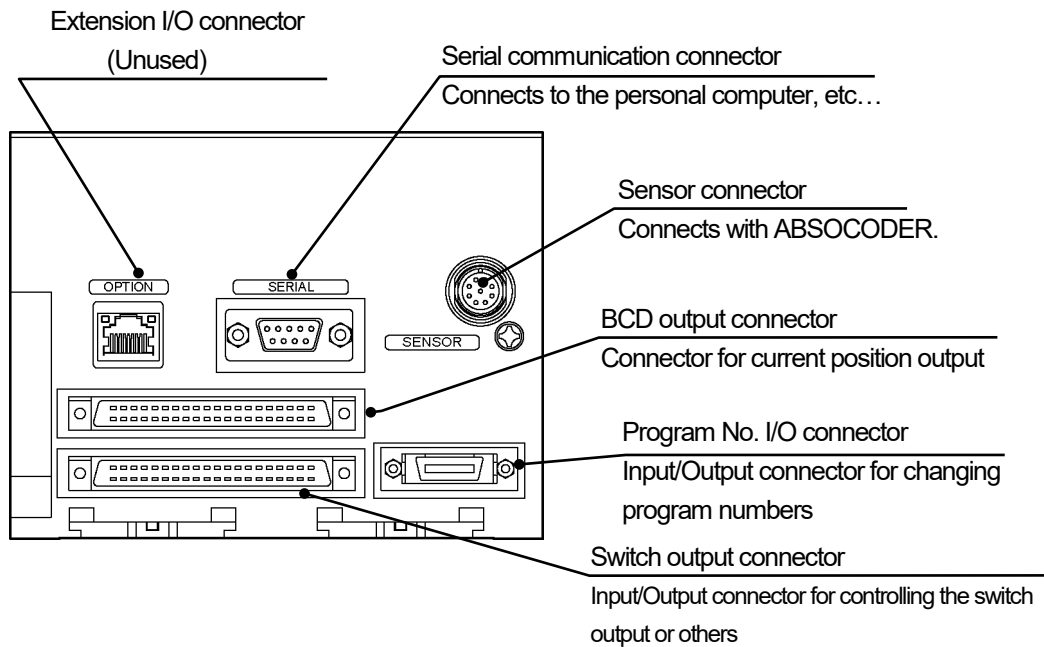 Extension I/O connector
(Unused)
Serial communication connector
Connects to the personal computer, etc…
Sensor connector
Connects with ABSOCODER.
OPTION
SERIAL
SENSOR
BCD output connector
Connector for current position output
Program No. I/O connector
Input/Output connector for changing
program numbers
Switch output connector
Input/Output connector for controlling the switch
output or others